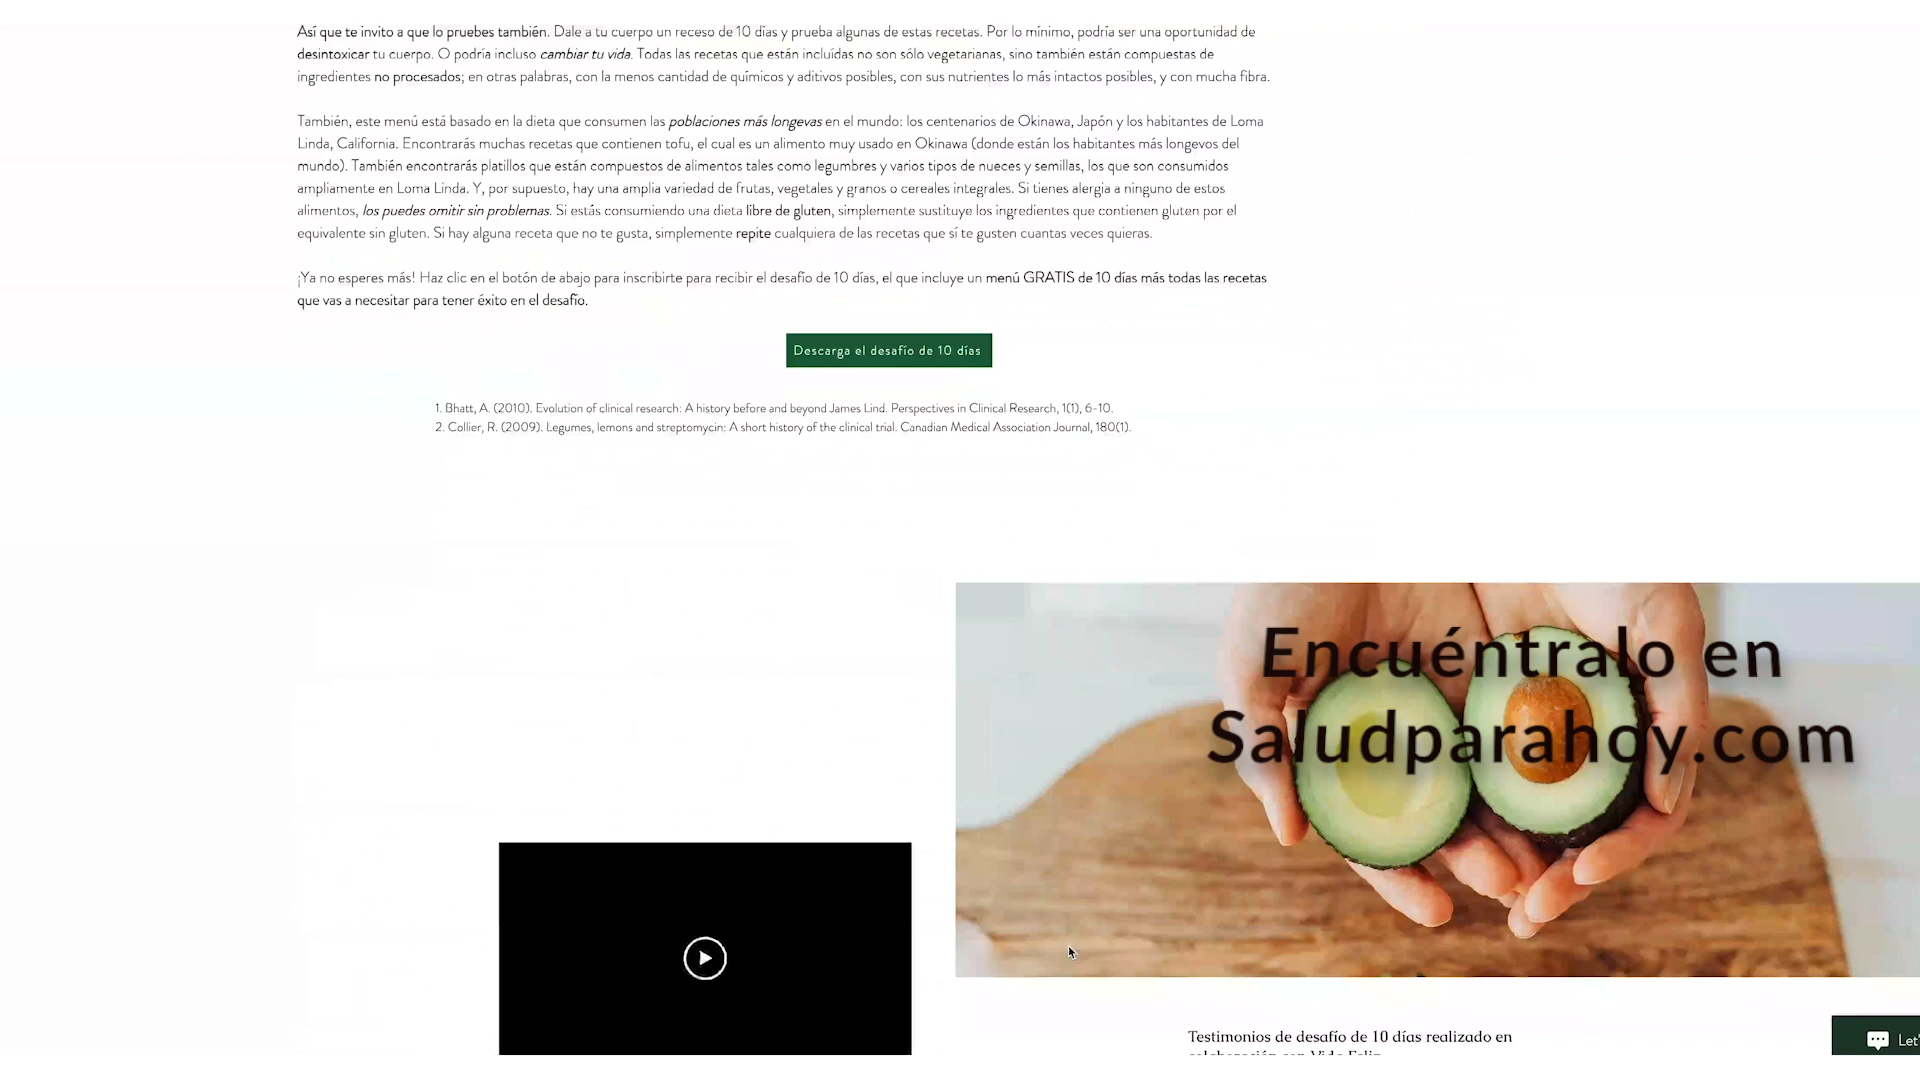 Así que te invito a que lo pruebes también. Dale a tu cuerpo un receso de 10 días y prueba algunas de estas recetas. Por lo mínimo, podría ser una oportunidad de
desintoxicar tu cuerpo. O podría incluso cambiar tu vida. Todas las recetas que están incluídas no son sólo vegetarianas, sino también están compuestas de
ingredientes no procesados; en otras palabras, con la menos cantidad de químicos y aditivos posibles, con sus nutrientes lo más intactos posibles, y con mucha fibra.
También, este menú está basado en la dieta que consumen las poblaciones más longevas en el mundo: los centenarios de Okinawa, Japón y los habitantes de Loma
Linda, California. Encontrarás muchas recetas que contienen tofu, el cual es un alimento muy usado en Okinawa (donde están los habitantes más longevos del
mundo). También encontrarás platillos que están compuestos de alimentos tales como legumbres y varios tipos de nueces y semillas, los que son consumidos
ampliamente en Loma Linda. Y, por supuesto, hay una amplia variedad de frutas, vegetales y granos o cereales integrales. Si tienes alergia a ninguno de estos
alimentos, los puedes omitir sin problemas. Si estás consumiendo una dieta libre de gluten, simplemente sustituye los ingredientes que contienen gluten por el
equivalente sin gluten. Si hay alguna receta que no te gusta, simplemente repite cualquiera de las recetas que sí te gusten cuantas veces quieras.
¡Ya no esperes más! Haz clic en el botón de abajo para inscribirte para recibir el desafío de 10 días, el que incluye un menú GRATIS de 10 días más todas las recetas
que vas a necesitar para tener éxito en el desafío.
Descarga el desafío de 10 días
1. Bhatt, A. (2010). Evolution of clinical research: A history before and beyond James Lind. Perspectives in Clinical Research, 1(1), 6-10.
2. Collier, R. (2009). Legumes, lemons and streptomycin: A short history of the clinical trial. Canadian Medical Association Journal, 180(1).
Encuéntralo en
Saludparahoy.com
Testimonios de desafío de 10 días realizado en
colaboración con Vida Feliz
Let'